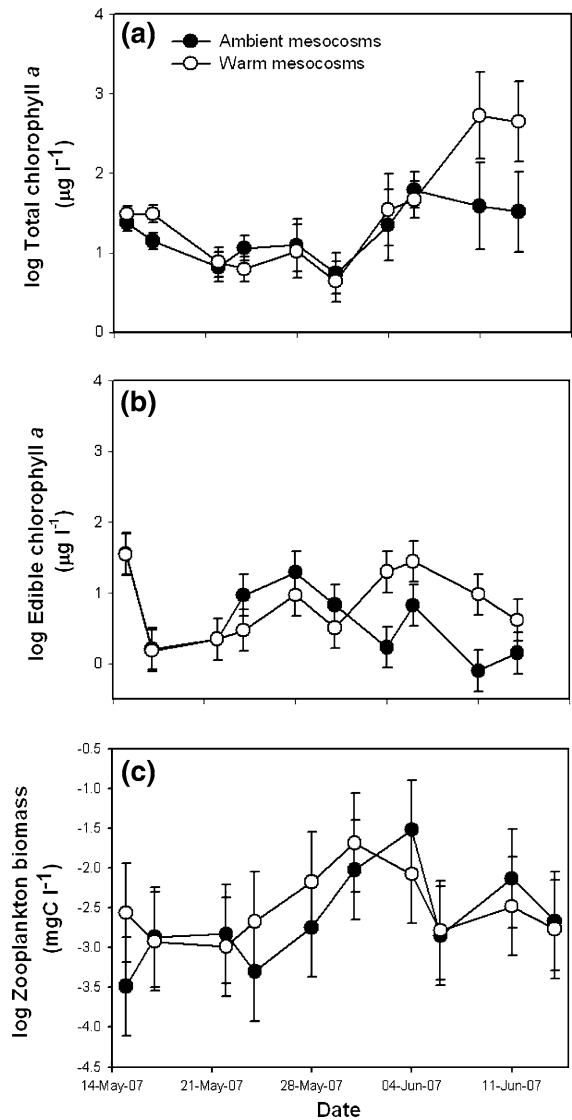 (a)
Ambient mesocosms
Warm mesocosms
log Total chlorophyll a
(µg l-1)
4
3
2
1
0
(b)
log Edible chlorophyll a
(µg l-1)
4
3
2
1
0
(c)
log Zooplankton biomass
(mgC l-1)
-0.5
-1.0
-1.5
-2.0
-2.5
-3.0
-3.5
-4.0
-4.5
14-May-07 21-May-07 28-May-07 04-Jun-07 11-Jun-07
Date